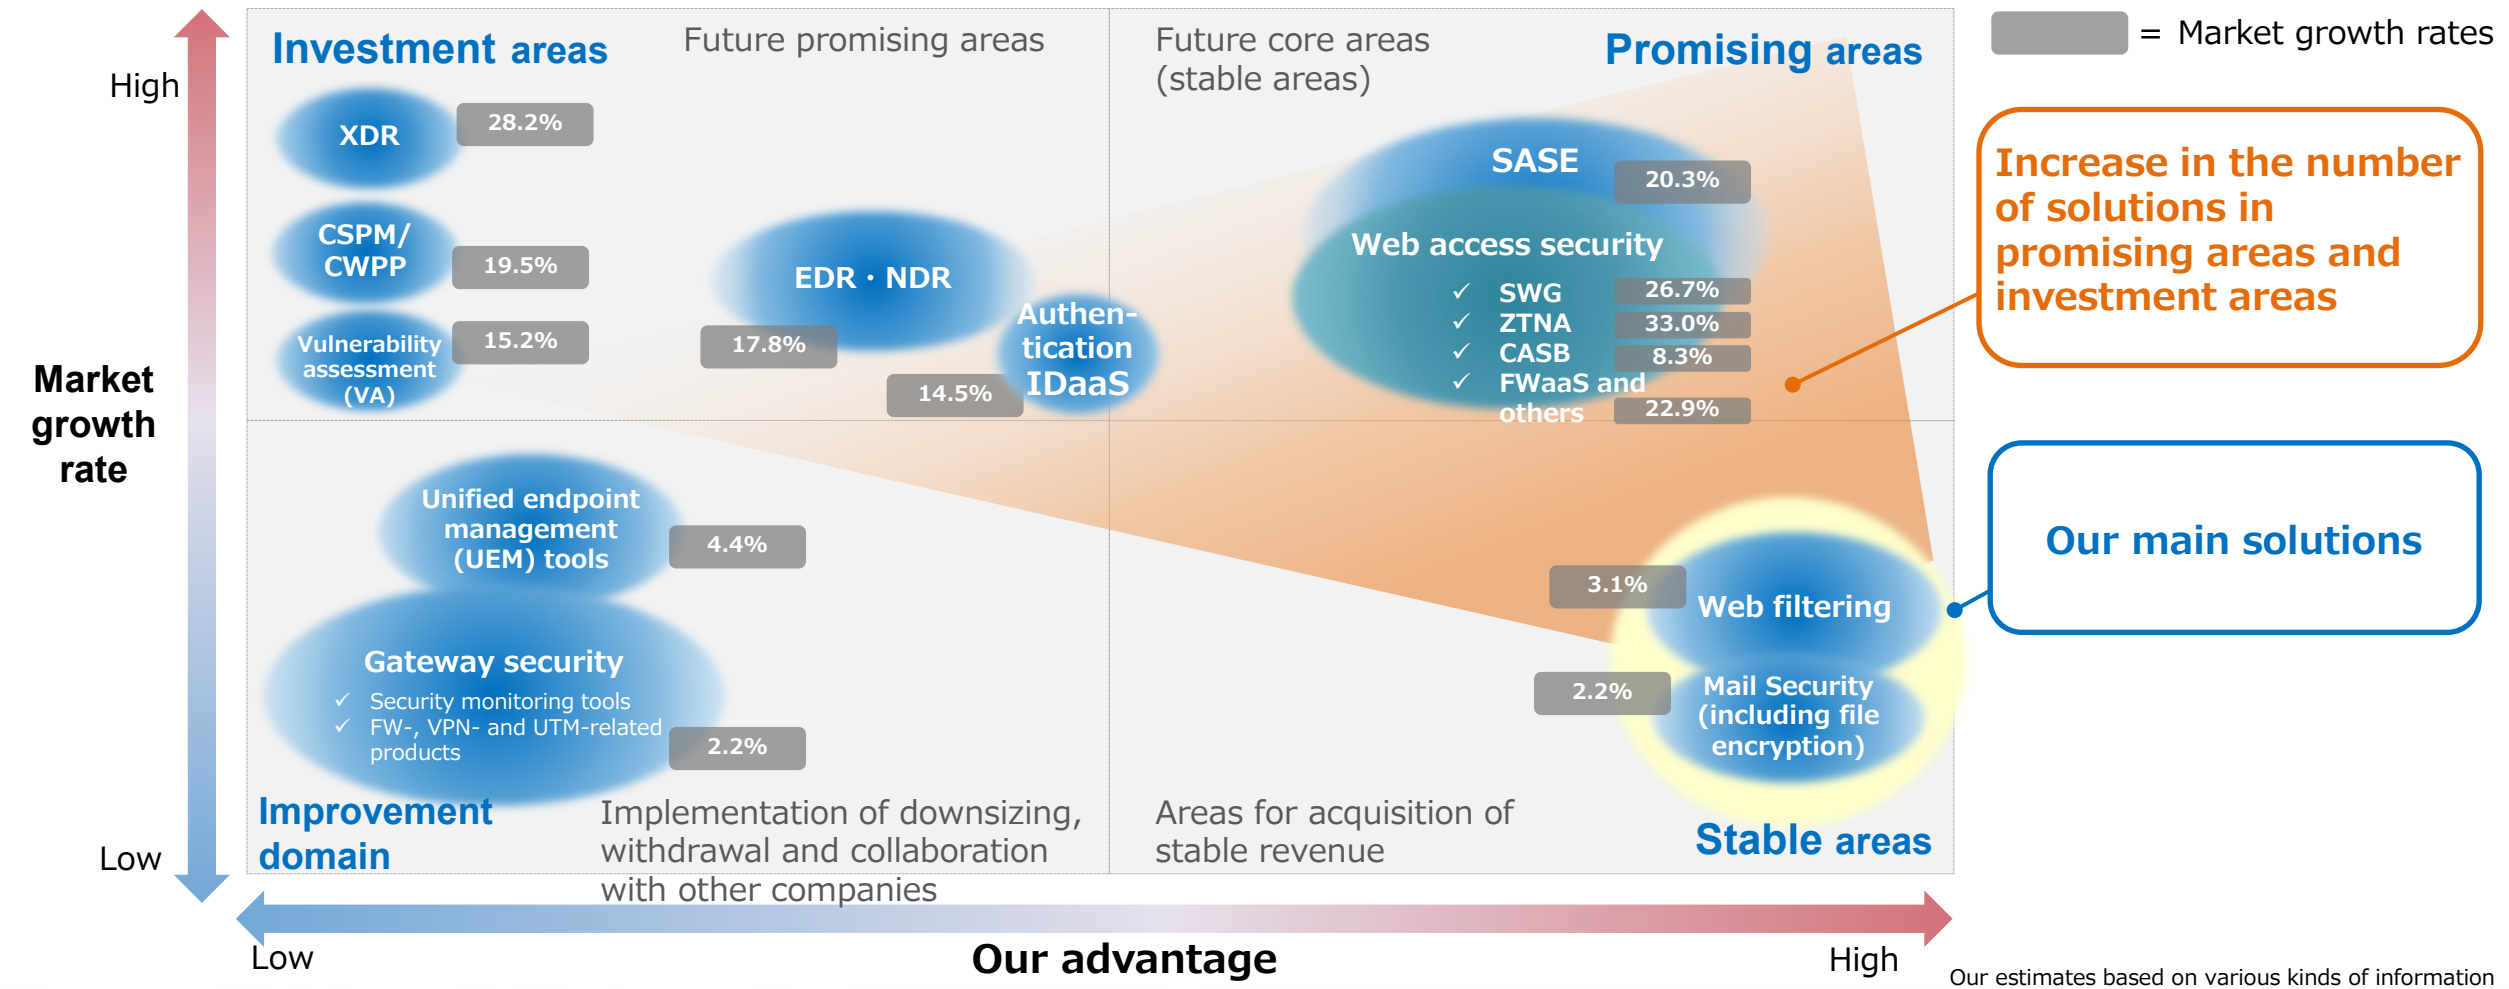 High
Market
growth
rate
Low
Investment areas
Future promising areas
XDR
28.2%
CSPM/
CWPP
19.5%
Vulnerability
assessment
(VA)
15.2%
EDR・NDR
17.8%
Authen-
tication
IDaaS
14.5%
Future core areas
(stable areas)
Promising areas
SASE
20.3%
Web access security
✓ SWG 26.7%
✓ ZTNA 33.0%
✓ CASB 8.3%
✓ FWaaS and
others 22.9%
Unified endpoint
management
(UEM) tools
4.4%
Gateway security
✓ Security monitoring tools
✓ FW-, VPN- and UTM-related
products
2.2%
Improvement
domain
Implementation of downsizing,
withdrawal and collaboration
with other companies
3.1%
Web filtering
2.2%
Mail Security
(including file
encryption)
Areas for acquisition of
stable revenue
Stable areas
= Market growth rates
Increase in the number
of solutions in
promising areas and
investment areas
Our main solutions
Low
Our advantage
High
Our estimates based on various kinds of information